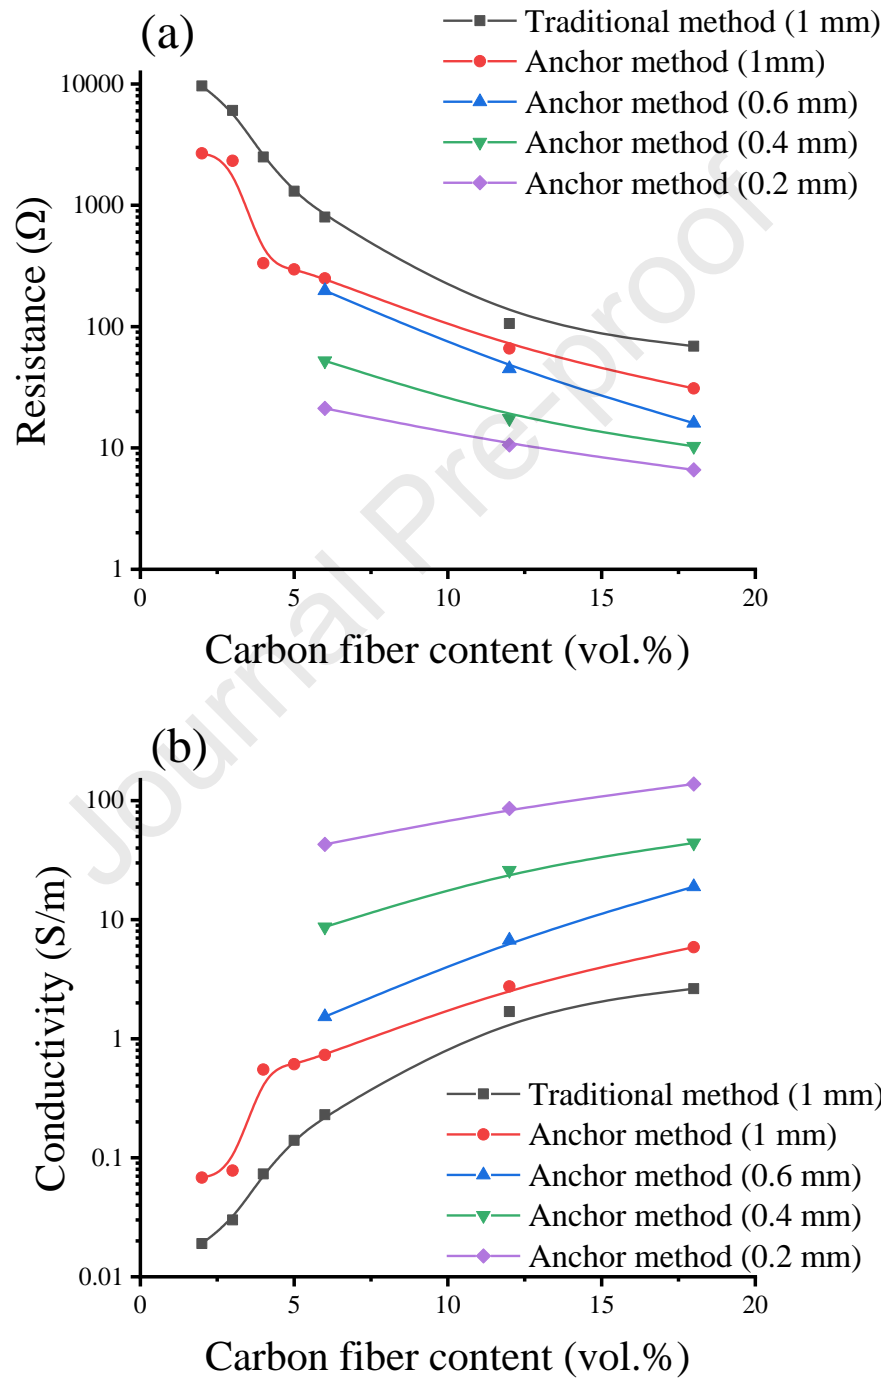 (a)
Traditional method (1 mm)
Anchor method (1mm)
Anchor method (0.6 mm)
Anchor method (0.4 mm)
Anchor method (0.2 mm)
10000
1000
100
10
1
Resistance (Ω)
0 5 10 15 20
Carbon fiber content (vol.%)
Journal Pre-proof
(b)
100
10
1
0.1
0.01
Conductivity (S/m)
Traditional method (1 mm)
Anchor method (1 mm)
Anchor method (0.6 mm)
Anchor method (0.4 mm)
Anchor method (0.2 mm)
0 5 10 15 20
Carbon fiber content (vol.%)